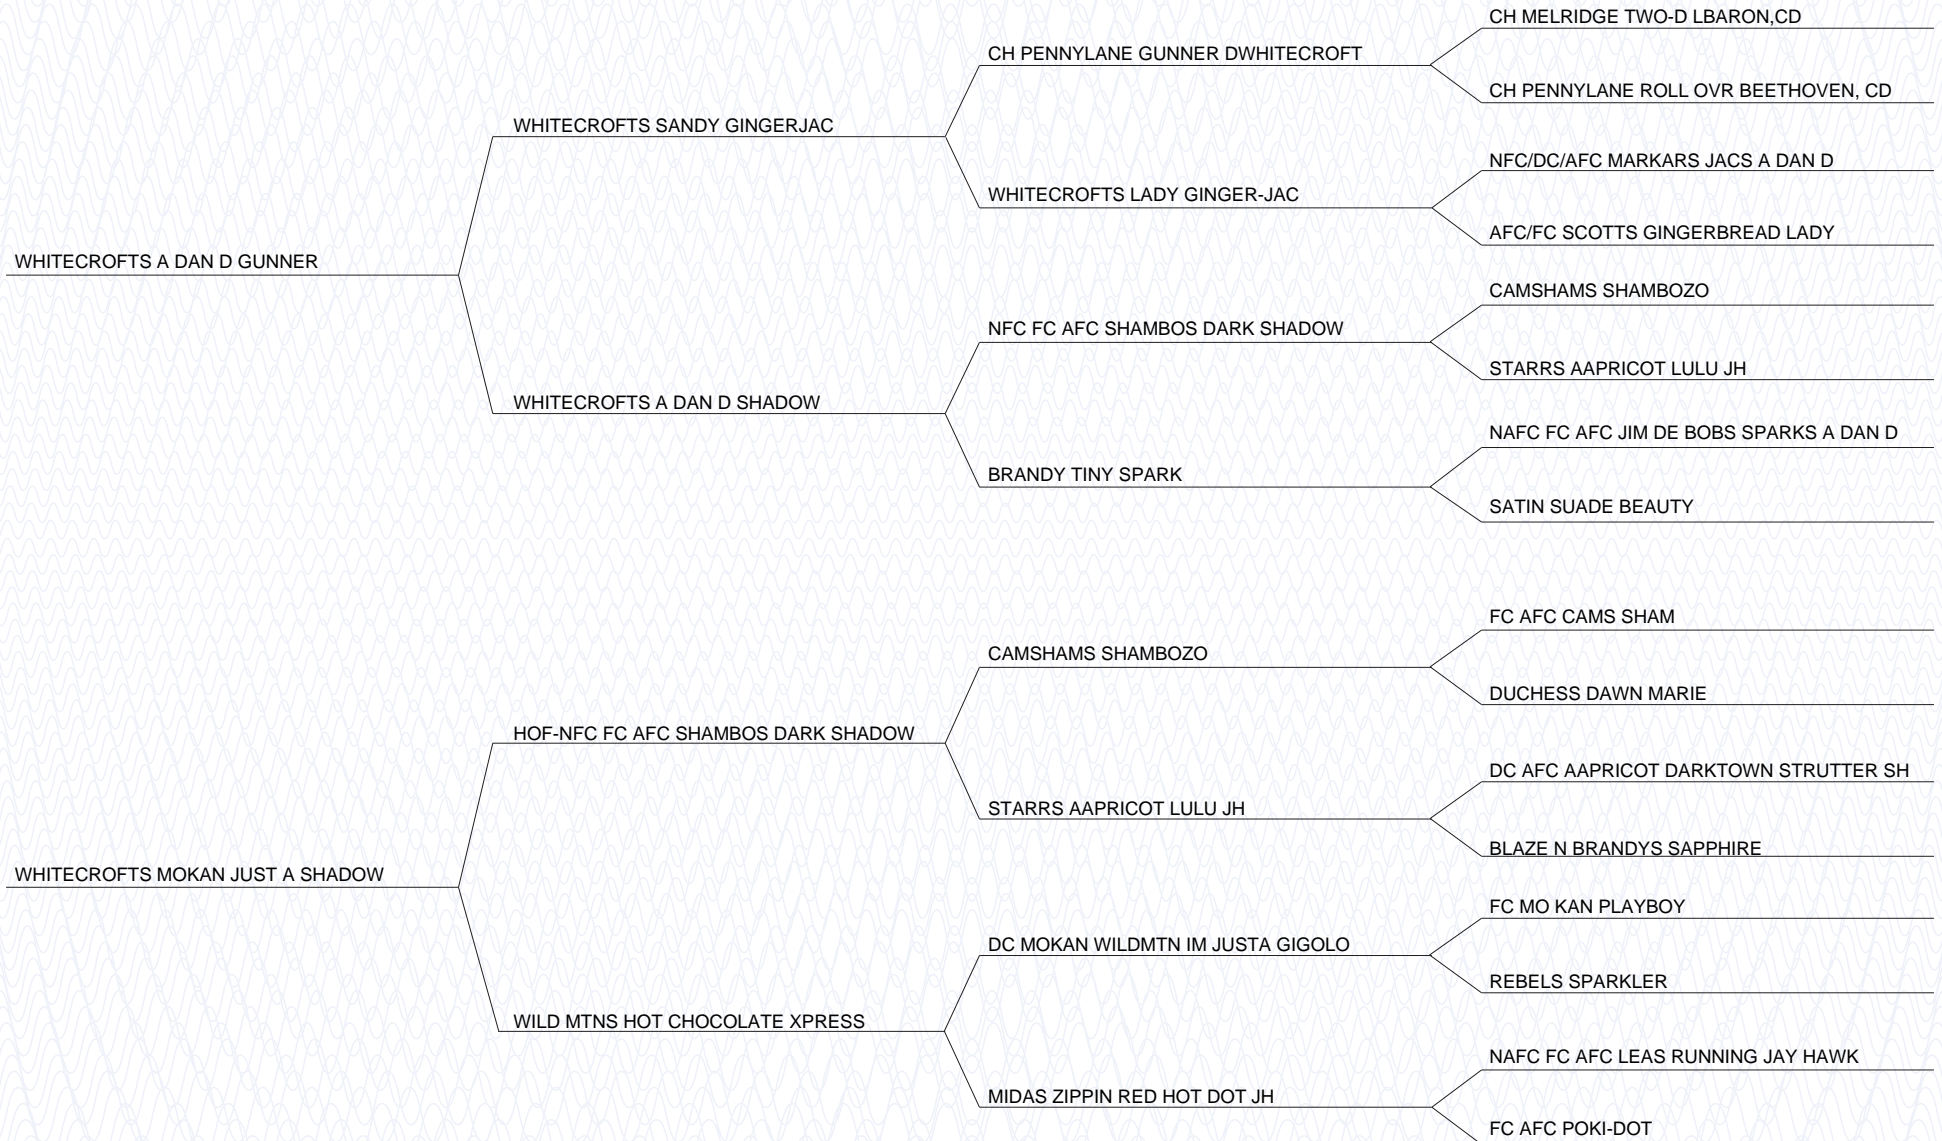 CH MELRIDGE TWO-D LBARON,CD
CH PENNYLANE GUNNER DWHITECROFT
CH PENNYLANE ROLL OVR BEETHOVEN, CD
WHITECROFTS SANDY GINGERJAC
NFC/DC/AFC MARKARS JACS A DAN D
WHITECROFTS LADY GINGER-JAC
AFC/FC SCOTTS GINGERBREAD LADY
WHITECROFTS A DAN D GUNNER
CAMSHAMS SHAMBOZO
NFC FC AFC SHAMBOS DARK SHADOW
STARRS AAPRICOT LULU JH
WHITECROFTS A DAN D SHADOW
NAFC FC AFC JIM DE BOBS SPARKS A DAN D
BRANDY TINY SPARK
SATIN SUADE BEAUTY
FC AFC CAMS SHAM
CAMSHAMS SHAMBOZO
DUCHESS DAWN MARIE
HOF-NFC FC AFC SHAMBOS DARK SHADOW
DC AFC AAPRICOT DARKTOWN STRUTTER SH
STARRS AAPRICOT LULU JH
BLAZE N BRANDYS SAPPHIRE
WHITECROFTS MOKAN JUST A SHADOW
FC MO KAN PLAYBOY
DC MOKAN WILDMTN IM JUSTA GIGOLO
REBELS SPARKLER
WILD MTNS HOT CHOCOLATE XPRESS
NAFC FC AFC LEAS RUNNING JAY HAWK
MIDAS ZIPPIN RED HOT DOT JH
FC AFC POKI-DOT